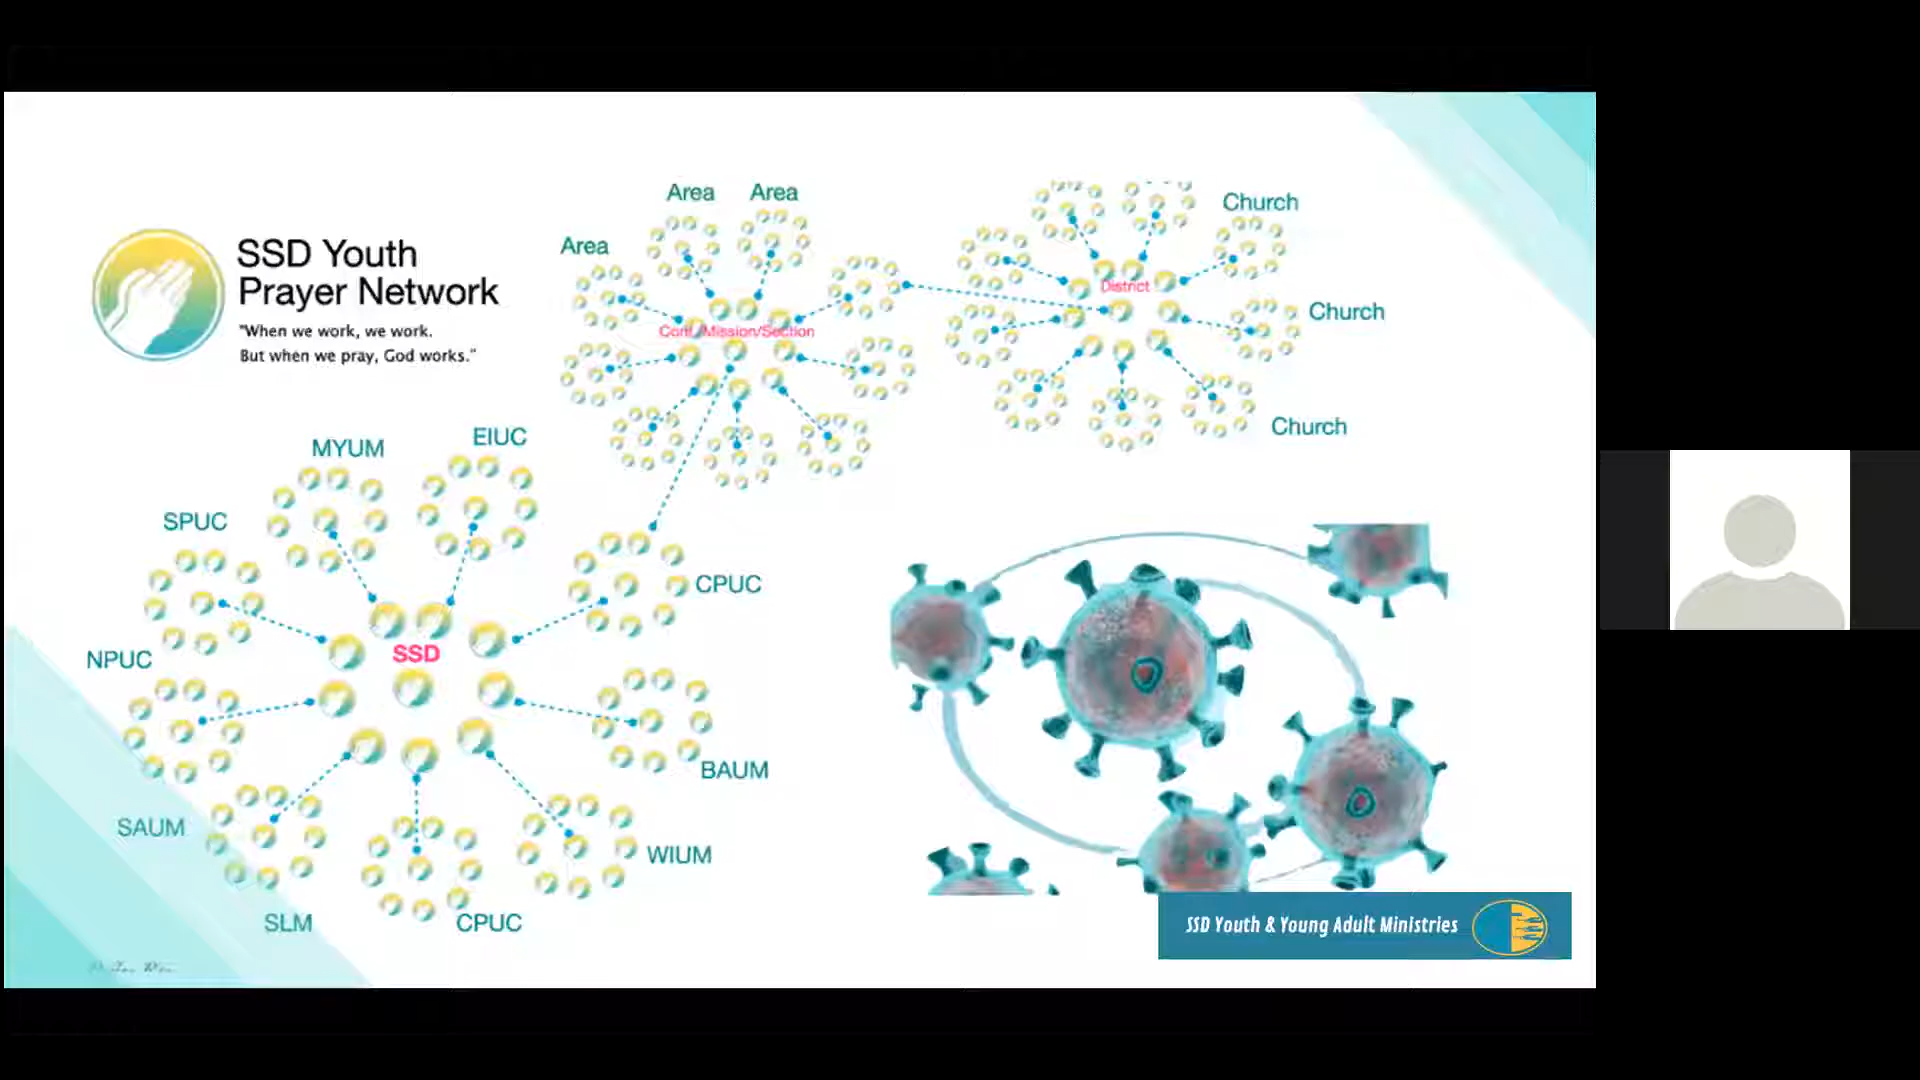 SSD Youth
Prayer Network
"When we work, we work.
But when we pray, God works."
Area
Area
Area
Conf./Mission/Section
District
Church
Church
Church
MYUM
EIUC
SPUC
CPUC
NPUC
SSD
BAUM
SAUM
WIUM
SLM
CPUC
SSD Youth & Young Adult Ministries